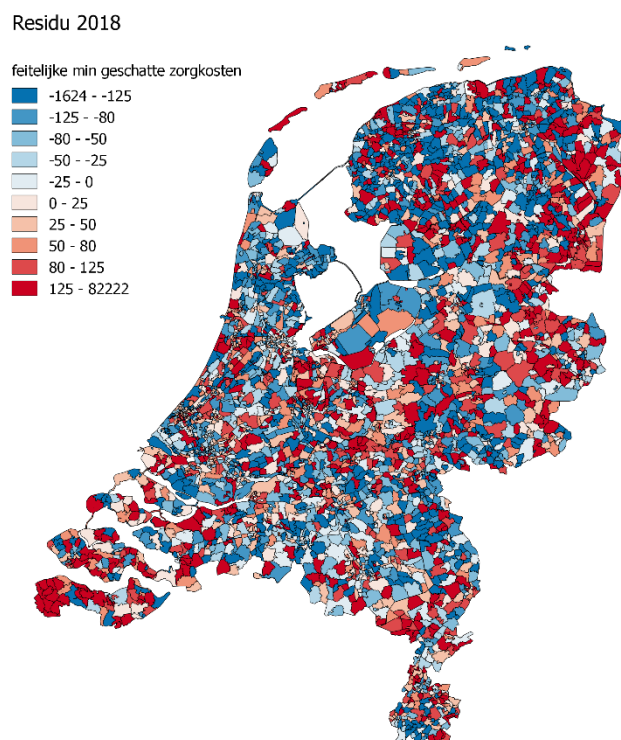 Residu 2018
feitelijke min geschatte zorgkosten
-1624 - -125
-125 - -80
-80 - -50
-50 - -25
-25 - 0
0 - 25
25 - 50
50 - 80
80 - 125
125 - 82222